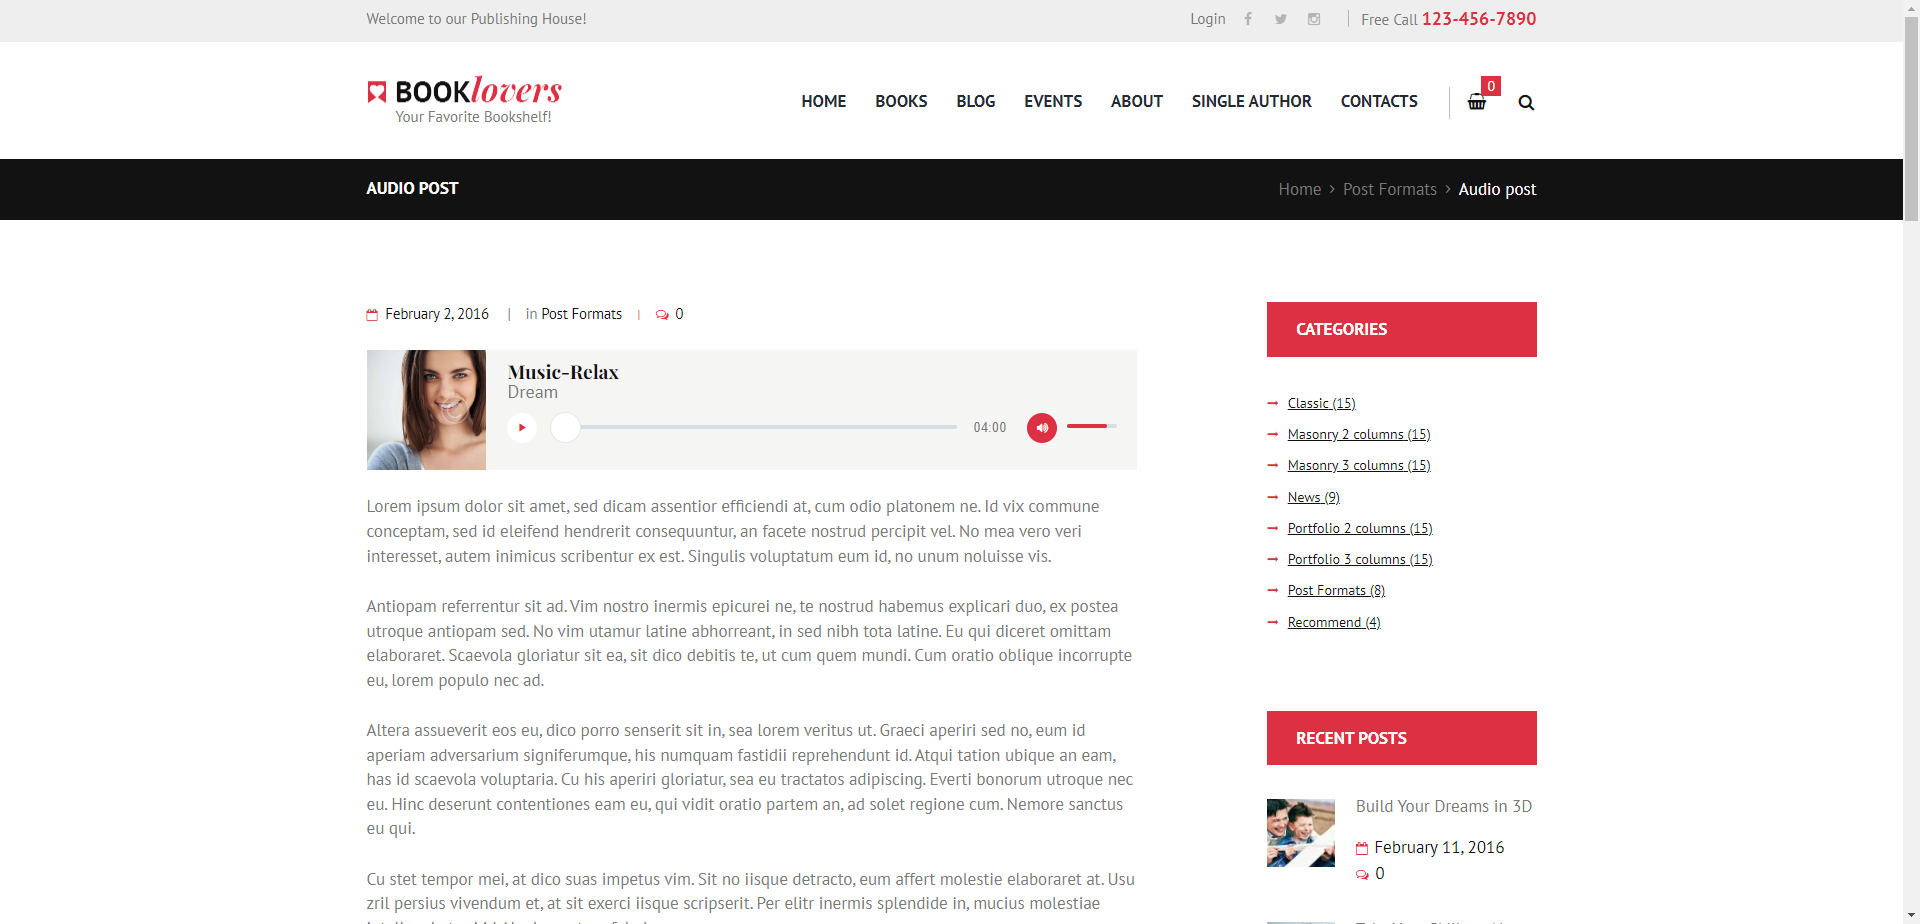 Welcome to our Publishing House!
Login
Free Call 123-456-7890
BOOKlovers
Your Favorite Bookshelf!
HOME BOOKS BLOG EVENTS ABOUT SINGLE AUTHOR CONTACTS
0
AUDIO POST
Home > Post Formats > Audio post
February 2, 2016 | in Post Formats | 0
Music-Relax
Dream
04:00
Lorem ipsum dolor sit amet, sed dicam assentior efficiendi at, cum odio platonem ne. Id vix commune
conceptam, sed id eleifend hendrerit consequuntur, an facete nostrud percipit vel. No mea vero veri
interesset, autem inimicus scribentur ex est. Singulis voluptatum eum id, no unum noluisse vis.
Antiopam referrentur sit ad. Vim nostro inermis epicurei ne, te nostrud habemus explicari duo, ex postea
utroque antiopam sed. No vim utamur latine abhorreant, in sed nibh tota latine. Eu qui diceret omittam
elaboraret. Scaevola gloriatur sit ea, sit dico debitis te, ut cum quem mundi. Cum oratio oblique incorrupte
eu, lorem populo nec ad.
Altera assueverit eos eu, dico porro senserit sit in, sea lorem veritus ut. Graeci aperiri sed no, eum id
aperiam adversarium signiferumque, his numquam fastidii reprehendunt id. Atqui tation ubique an eam,
has id scaevola voluptaria. Cu his aperiri gloriatur, sea eu tractatos adipiscing. Everti bonorum utroque nec
eu. Hinc deserunt contentiones eam eu, qui vidit oratio partem an, ad solet regione cum. Nemore sanctus
eu qui.
Cu stet tempor mei, at dico suas impetus vim. Sit no iisque detracto, eum affert molestie elaboraret at. Usu
zril persius vivendum et, at sit exerci iisque scripserit. Per elitr inermis splendide in, mucius molestiae
CATEGORIES
Classic (15)
Masonry 2 columns (15)
Masonry 3 columns (15)
News (9)
Portfolio 2 columns (15)
Portfolio 3 columns (15)
Post Formats (8)
Recommend (4)
RECENT POSTS
Build Your Dreams in 3D
February 11, 2016
0